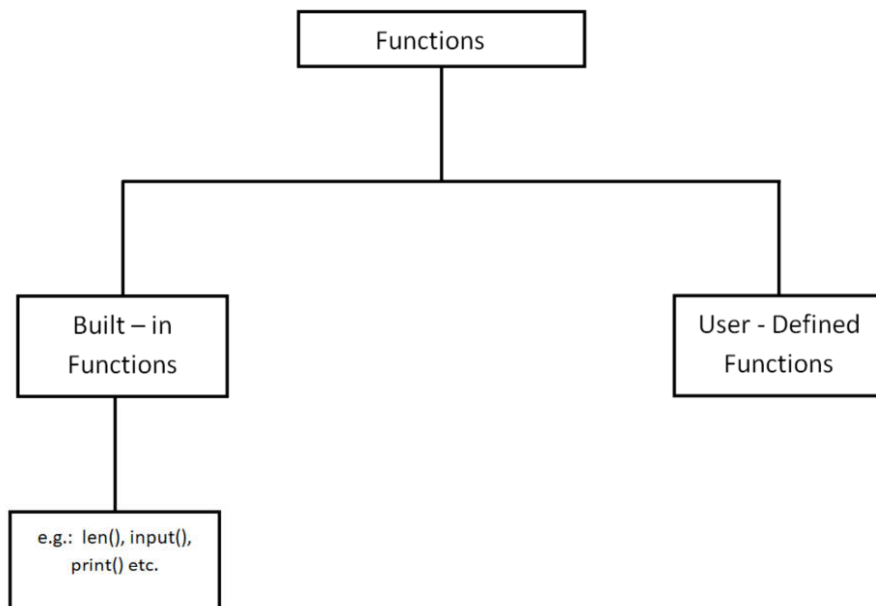 Functions
Built – in
Functions
User - Defined
Functions
e.g.: len(), input(),
print() etc.